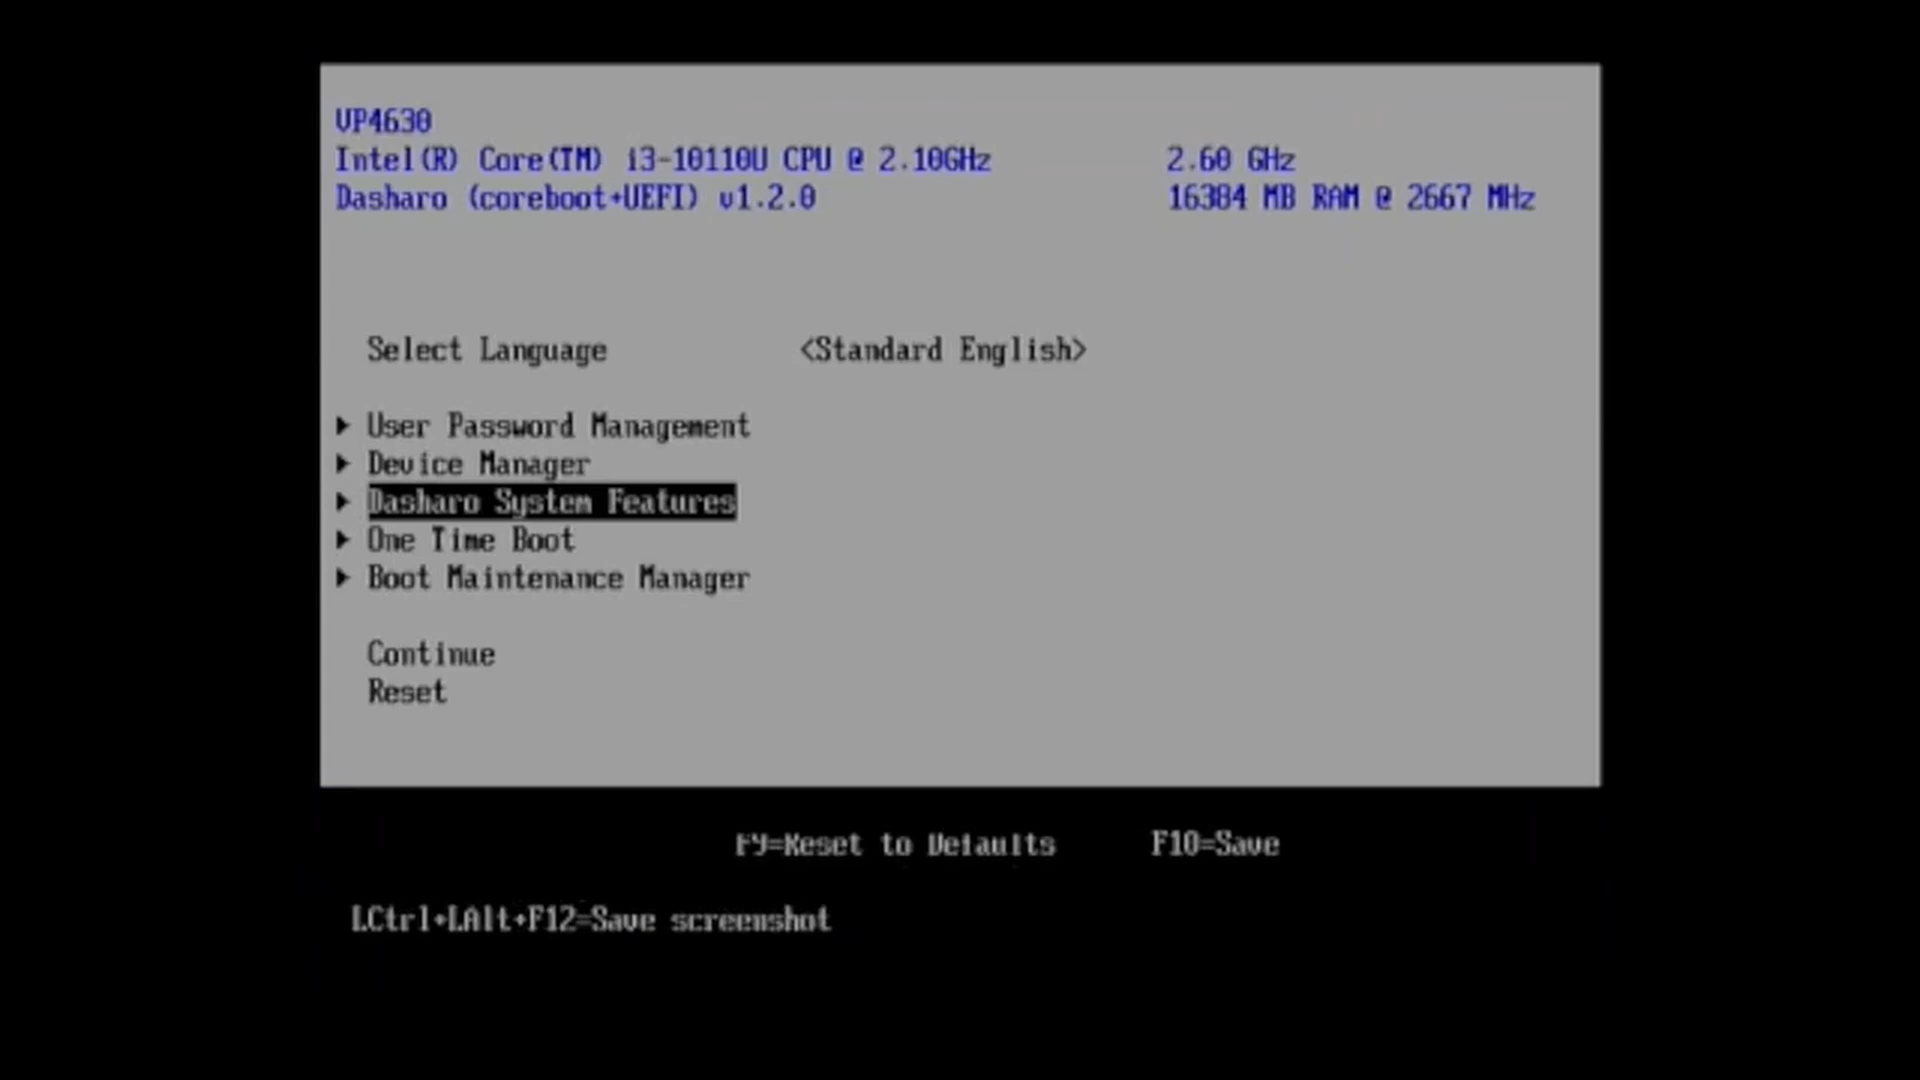 VP4630
Intel(R) Core(TM) i3-10110U CPU @ 2.10GHz 2.60 GHz
Dasharo (coreboot+UEFI) v1.2.0 16384 MB RAM @ 2667 MHz
Select Language <Standard English>
User Password Management
Device Manager
Dasharo System Features
One Time Boot
Boot Maintenance Manager
Continue
Reset
F9=Reset to Defaults F10=Save
LCtrl+LAlt+F12=Save screenshot